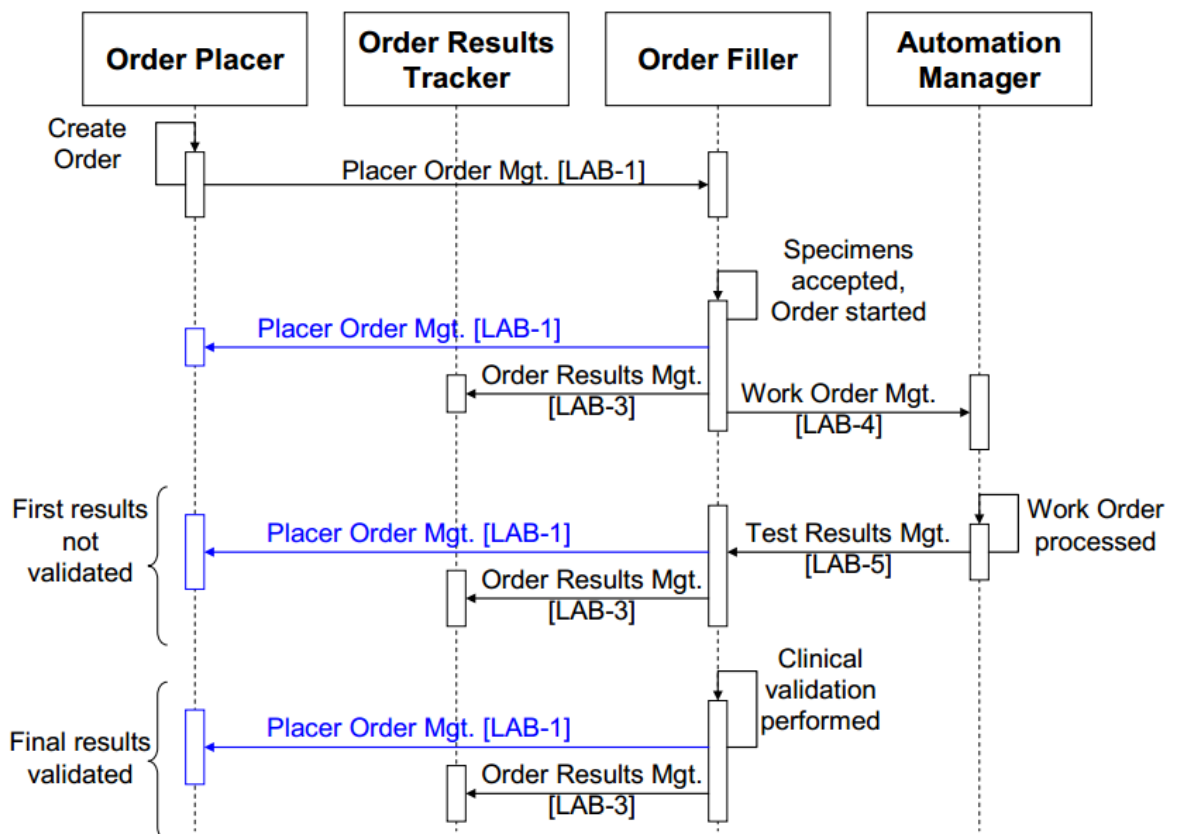 Order Placer
Order Results
Tracker
Order Filler
Automation
Manager
Create
Order
Placer Order Mgt. [LAB-1]
Specimens
accepted,
Order started
Placer Order Mgt. [LAB-1]
Order Results Mgt.
[LAB-3]
Work Order Mgt.
[LAB-4]
First results
not
validated
Placer Order Mgt. [LAB-1]
Test Results Mgt.
[LAB-5]
Work Order
processed
Order Results Mgt.
[LAB-3]
Clinical
validation
performed
Final results
validated
Placer Order Mgt. [LAB-1]
Order Results Mgt.
[LAB-3]